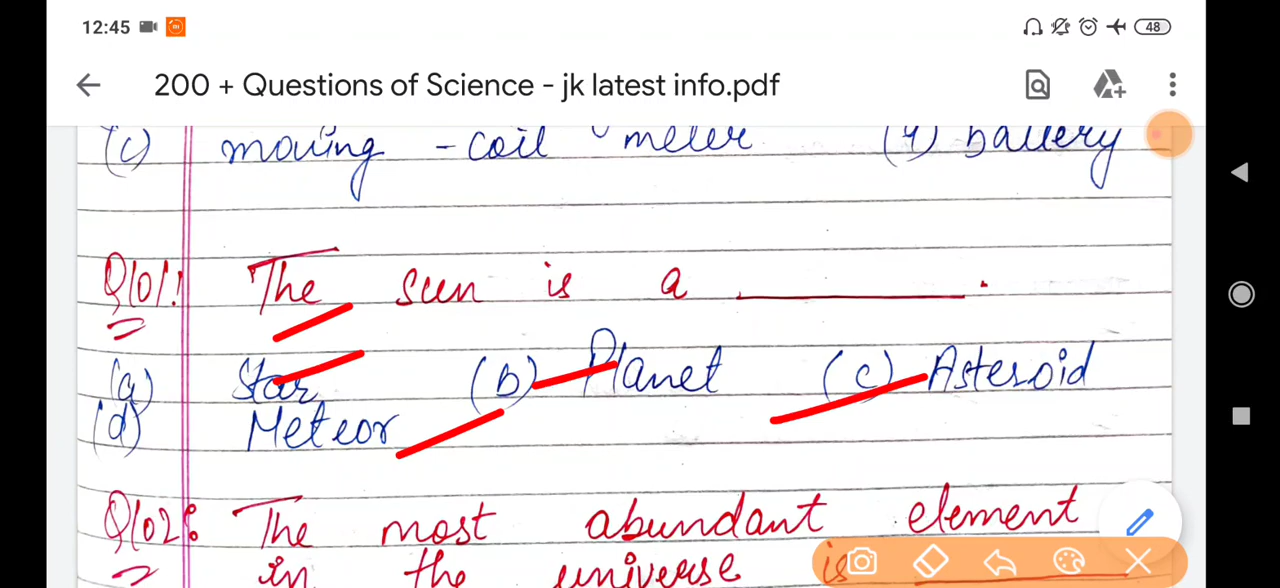 12:45 48
200 + Questions of Science - jk latest info.pdf
(c) moving - coil meter (4) battery
Q101: The sun is a ________ .
(a) Star (b) Planet (c) Asteroid
(d) Meteor
Q102: The most abundant element
in the universe is